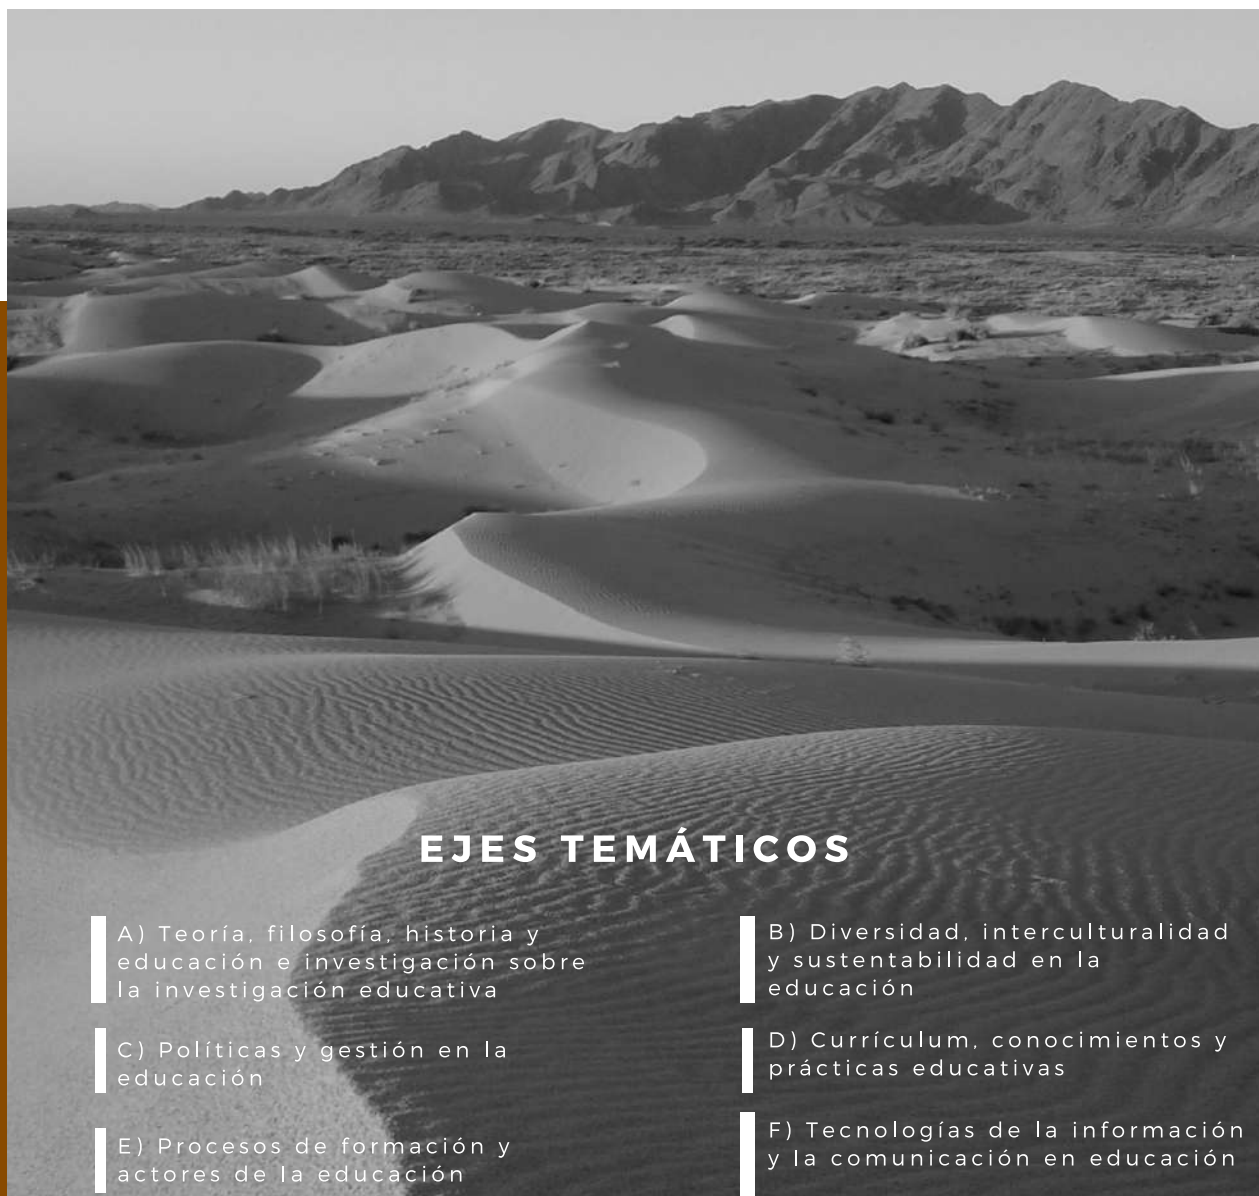 EJES TEMÁTICOS
A) Teoría, filosofía, historia y
educación e investigación sobre
la investigación educativa
B) Diversidad, interculturalidad
y sustentabilidad en la
educación
C) Políticas y gestión en la
educación
D) Currículum, conocimientos y
prácticas educativas
E) Procesos de formación y
actores de la educación
F) Tecnologías de la información
y la comunicación en educación